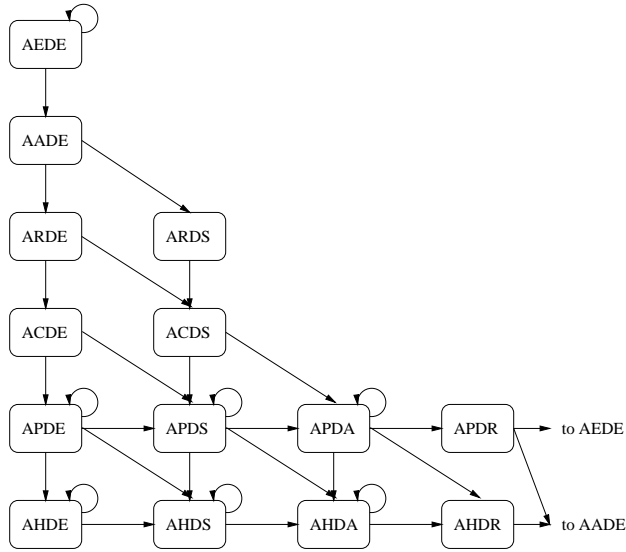 AEDE
AADE
ARDE ARDS
ACDE ACDS
APDE APDS APDA APDR to AEDE
AHDE AHDS AHDA AHDR to AADE